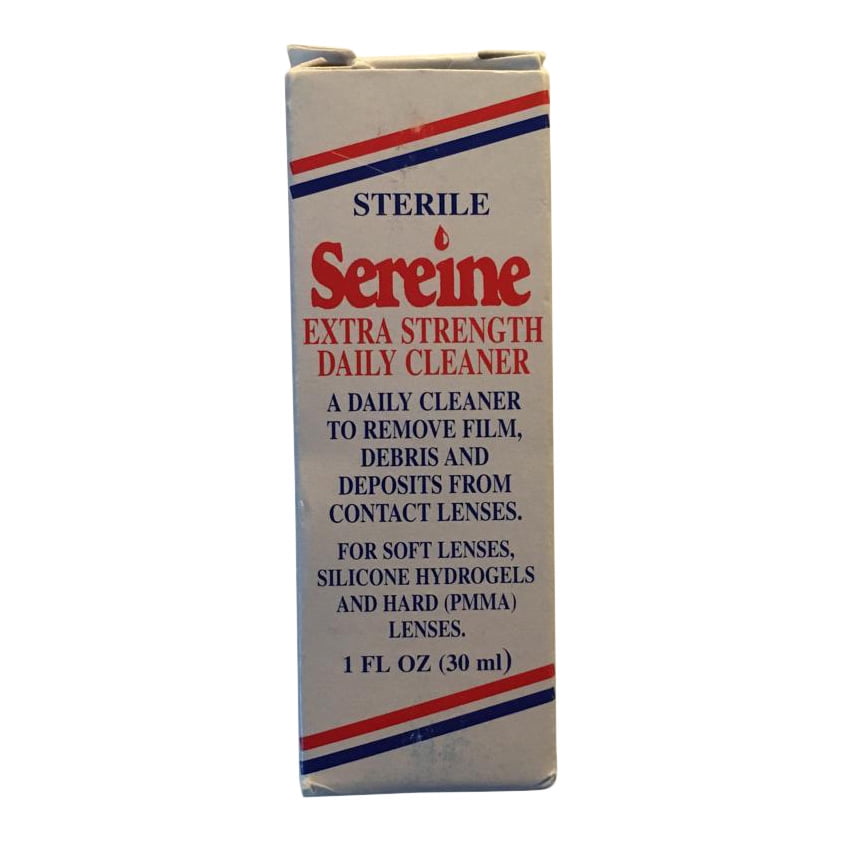 STERILE
Sereine
EXTRA STRENGTH
DAILY CLEANER
A DAILY CLEANER
TO REMOVE FILM,
DEBRIS AND
DEPOSITS FROM
CONTACT LENSES.
FOR SOFT LENSES,
SILICONE HYDROGELS
AND HARD (PMMA)
LENSES.
1 FL OZ (30 ml)